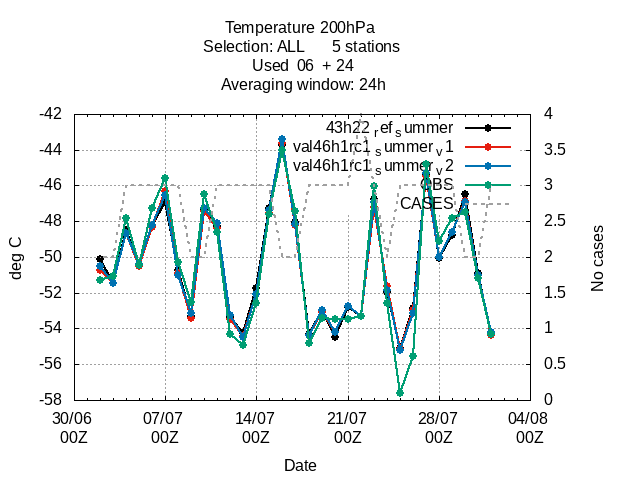 Temperature 200hPa
Selection: ALL 5 stations
Used 06 + 24
Averaging window: 24h
43h22_ref_summer
val46h1rc1_summer_v1
val46h1rc1_summer_v2
OBS
CASES
-42
-44
-46
-48
-50
-52
-54
-56
-58
deg C
4
3.5
3
2.5
2
1.5
1
0.5
0
No cases
30/06 07/07 14/07 21/07 28/07 04/08
00Z 00Z 00Z 00Z 00Z 00Z
Date